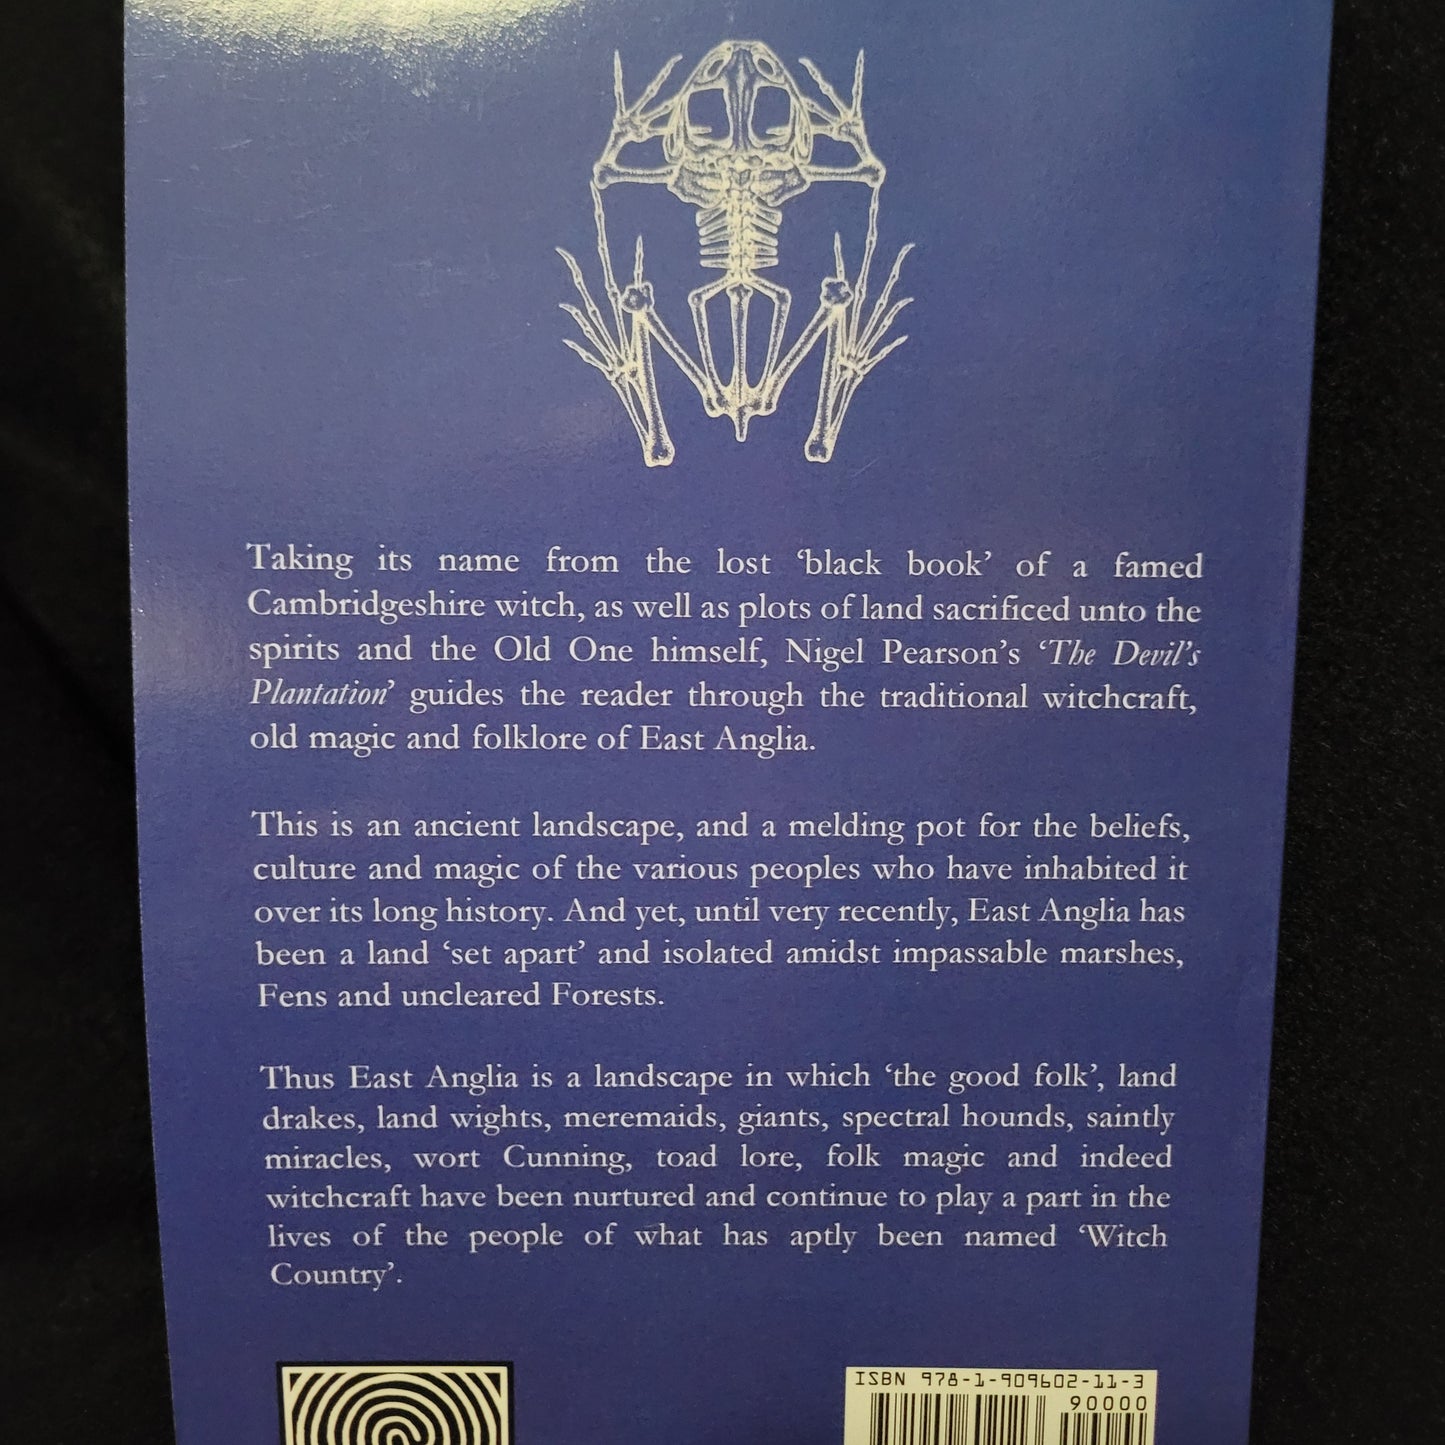 Taking its name from the lost ‘black book’ of a famed
Cambridgeshire witch, as well as plots of land sacrificed unto the
spirits and the Old One himself, Nigel Pearson’s ‘The Devil’s
Plantation’ guides the reader through the traditional witchcraft,
old magic and folklore of East Anglia.
This is an ancient landscape, and a melding pot for the beliefs,
culture and magic of the various peoples who have inhabited it
over its long history. And yet, until very recently, East Anglia has
been a land ‘set apart’ and isolated amidst impassable marshes,
Fens and uncleared Forests.
Thus East Anglia is a landscape in which ‘the good folk’, land
drakes, land wights, meremaids, giants, spectral hounds, saintly
miracles, wort Cunning, toad lore, folk magic and indeed
witchcraft have been nurtured and continue to play a part in the
lives of the people of what has aptly been named ‘Witch
Country’.
ISBN 978-1-909602-11-3
90000